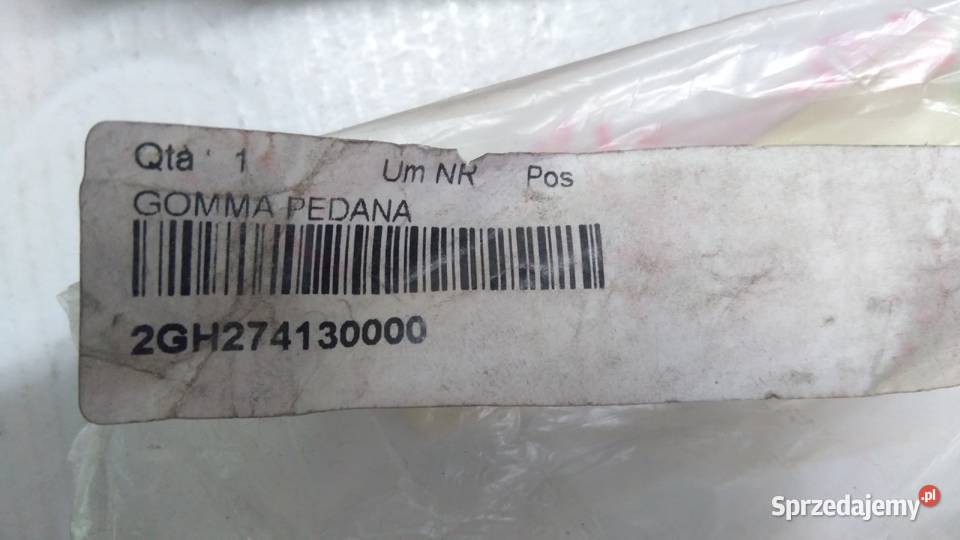 Qtà 1 Um NR Pos
GOMMA PEDANA
2GH274130000
Sprzedajemy.pl